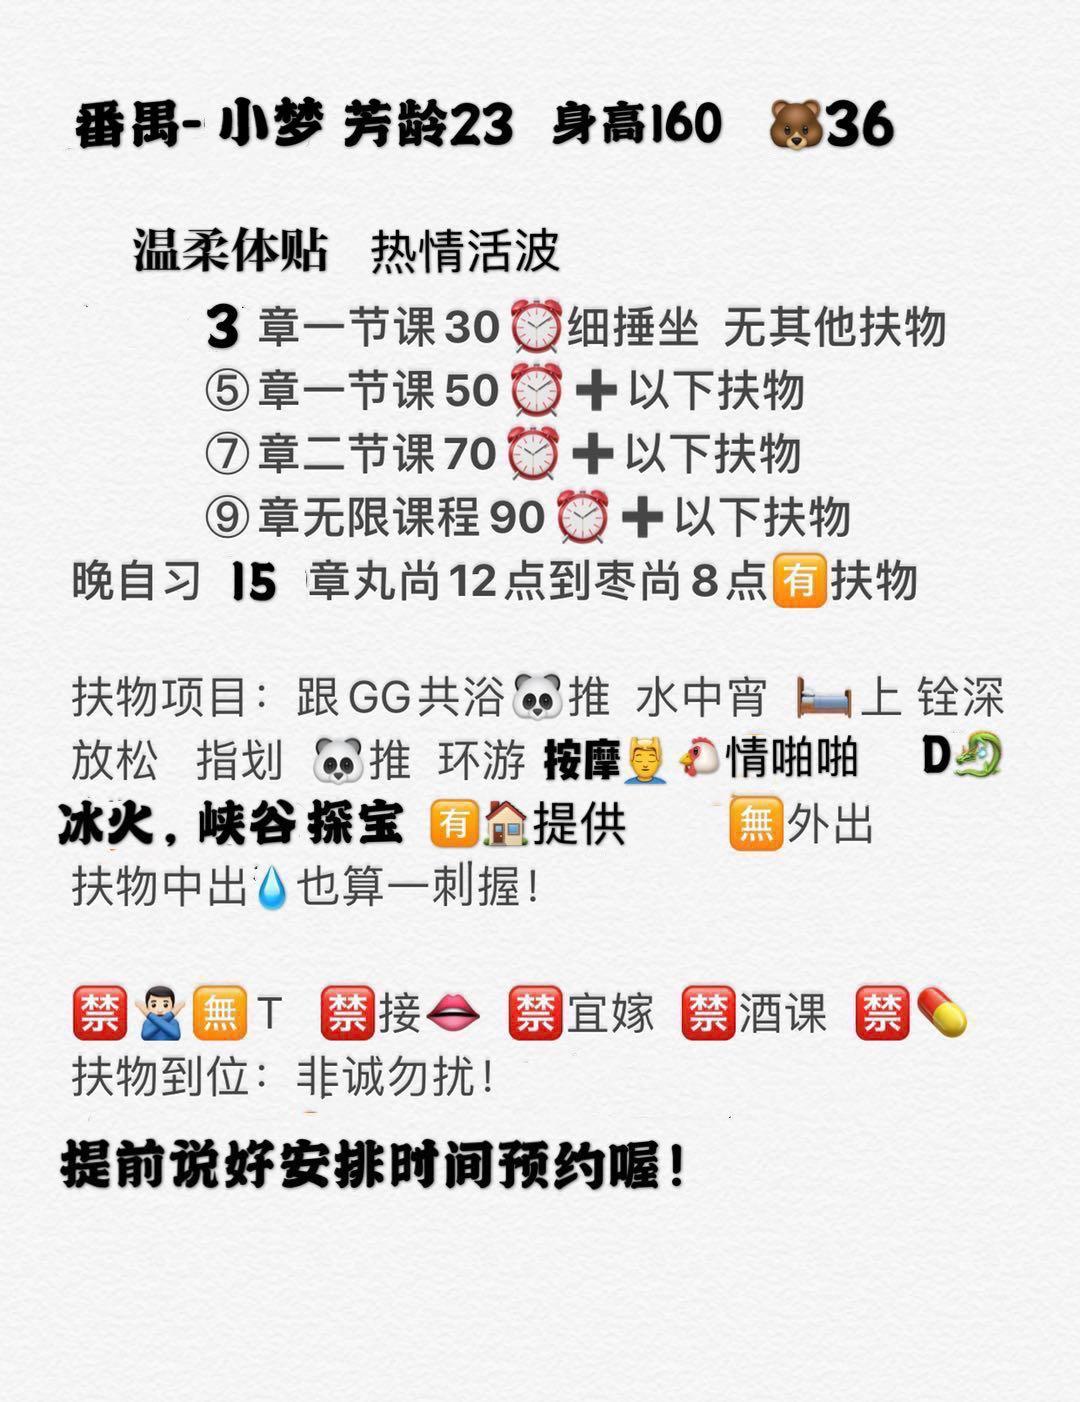 番禺-小梦 芳龄23 身高160 🐻36
温柔体贴 热情活波
3 章一节课30⏰细捶坐 无其他扶物
⑤章一节课50⏰➕以下扶物
⑦章二节课70⏰➕以下扶物
⑨章无限课程90⏰➕以下扶物
晚自习 15 章丸尚12点到枣尚8点🈶扶物
扶物项目：跟GG共浴🐼推 水中宵 🛏️上 铨深
放松 指划 🐼推 环游 按摩💆‍♂️🐔情啪啪 D🐉
冰火，峡谷探宝 🈶🏠提供 🈚外出
扶物中出💧也算一刺握！
🈲🙅🏻‍♂️🈚T 🈲接👄 🈲宜嫁 🈲酒课 🈲💊
扶物到位：非诚勿扰！
提前说好安排时间预约喔！